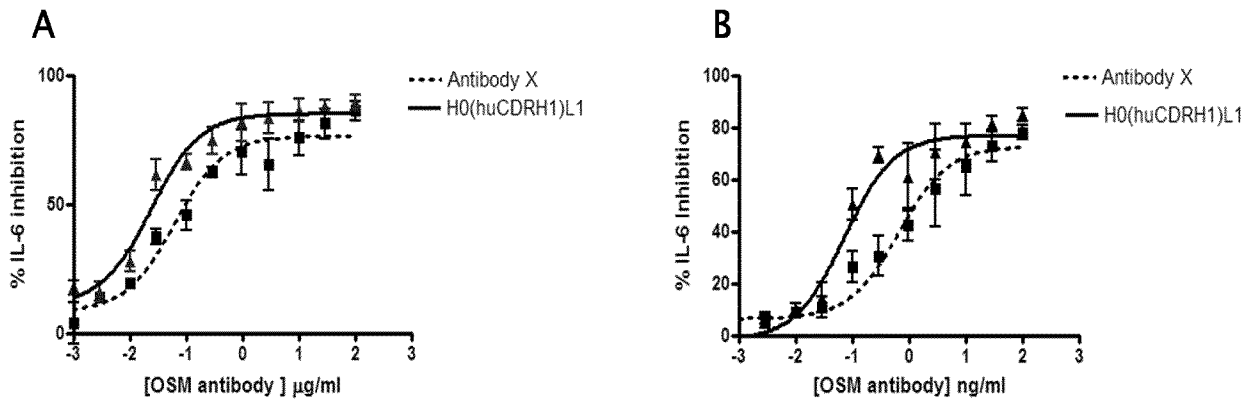 A
% IL-6 inhibition
100
50
0
-3 -2 -1 0 1 2 3
[OSM antibody ] μg/ml
Antibody X
H0(huCDRH1)L1
B
% IL-6 Inhibition
100
80
60
40
20
0
-3 -2 -1 0 1 2 3
[OSM antibody] ng/ml
Antibody X
H0(huCDRH1)L1